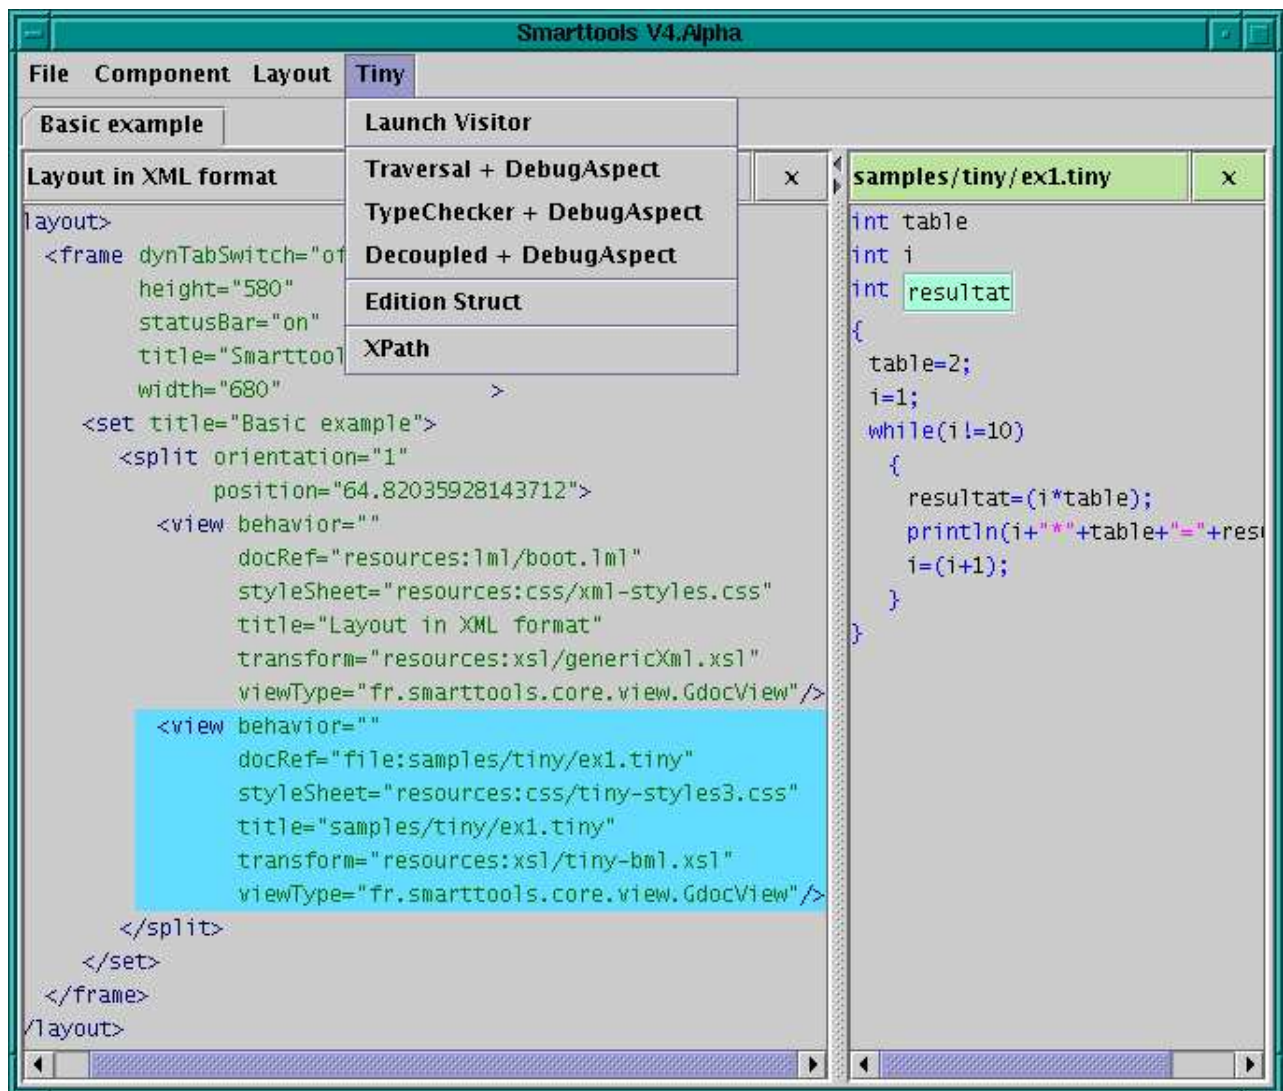 Smarttools V4.Alpha
File Component Layout Tiny
Basic example
Launch Visitor
Traversal + DebugAspect
TypeChecker + DebugAspect
Decoupled + DebugAspect
Edition Struct
XPath
Layout in XML format x
layout>
<frame dynTabSwitch="of
height="580"
statusBar="on"
title="Smarttool
width="680" >
<set title="Basic example">
<split orientation="1"
position="64.82035928143712">
<view behavior=""
docRef="resources:lml/boot.lml"
styleSheet="resources:css/xml-styles.css"
title="Layout in XML format"
transform="resources:xsl/genericXml.xsl"
viewType="fr.smarttools.core.view.GdocView"/>
<view behavior=""
docRef="file:samples/tiny/ex1.tiny"
styleSheet="resources:css/tiny-styles3.css"
title="samples/tiny/ex1.tiny"
transform="resources:xsl/tiny-bml.xsl"
viewType="fr.smarttools.core.view.GdocView"/>
</split>
</set>
</frame>
/layout>
samples/tiny/ex1.tiny x
int table
int i
int resultat
{
table=2;
i=1;
while(i!=10)
{
resultat=(i*table);
println(i+"*"+table+"="+resu
i=(i+1);
}
}